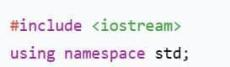 #include <iostream>
using namespace std;